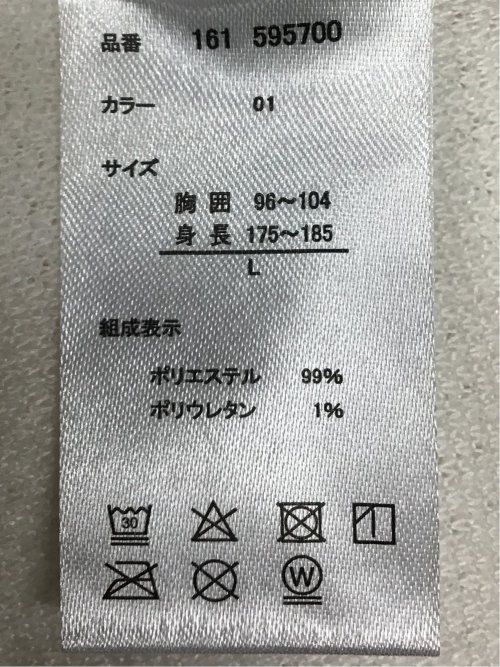 品番 161 595700
カラー 01
サイズ
胸囲 96～104
身長 175～185
L
組成表示
ポリエステル 99%
ポリウレタン 1%
30
W